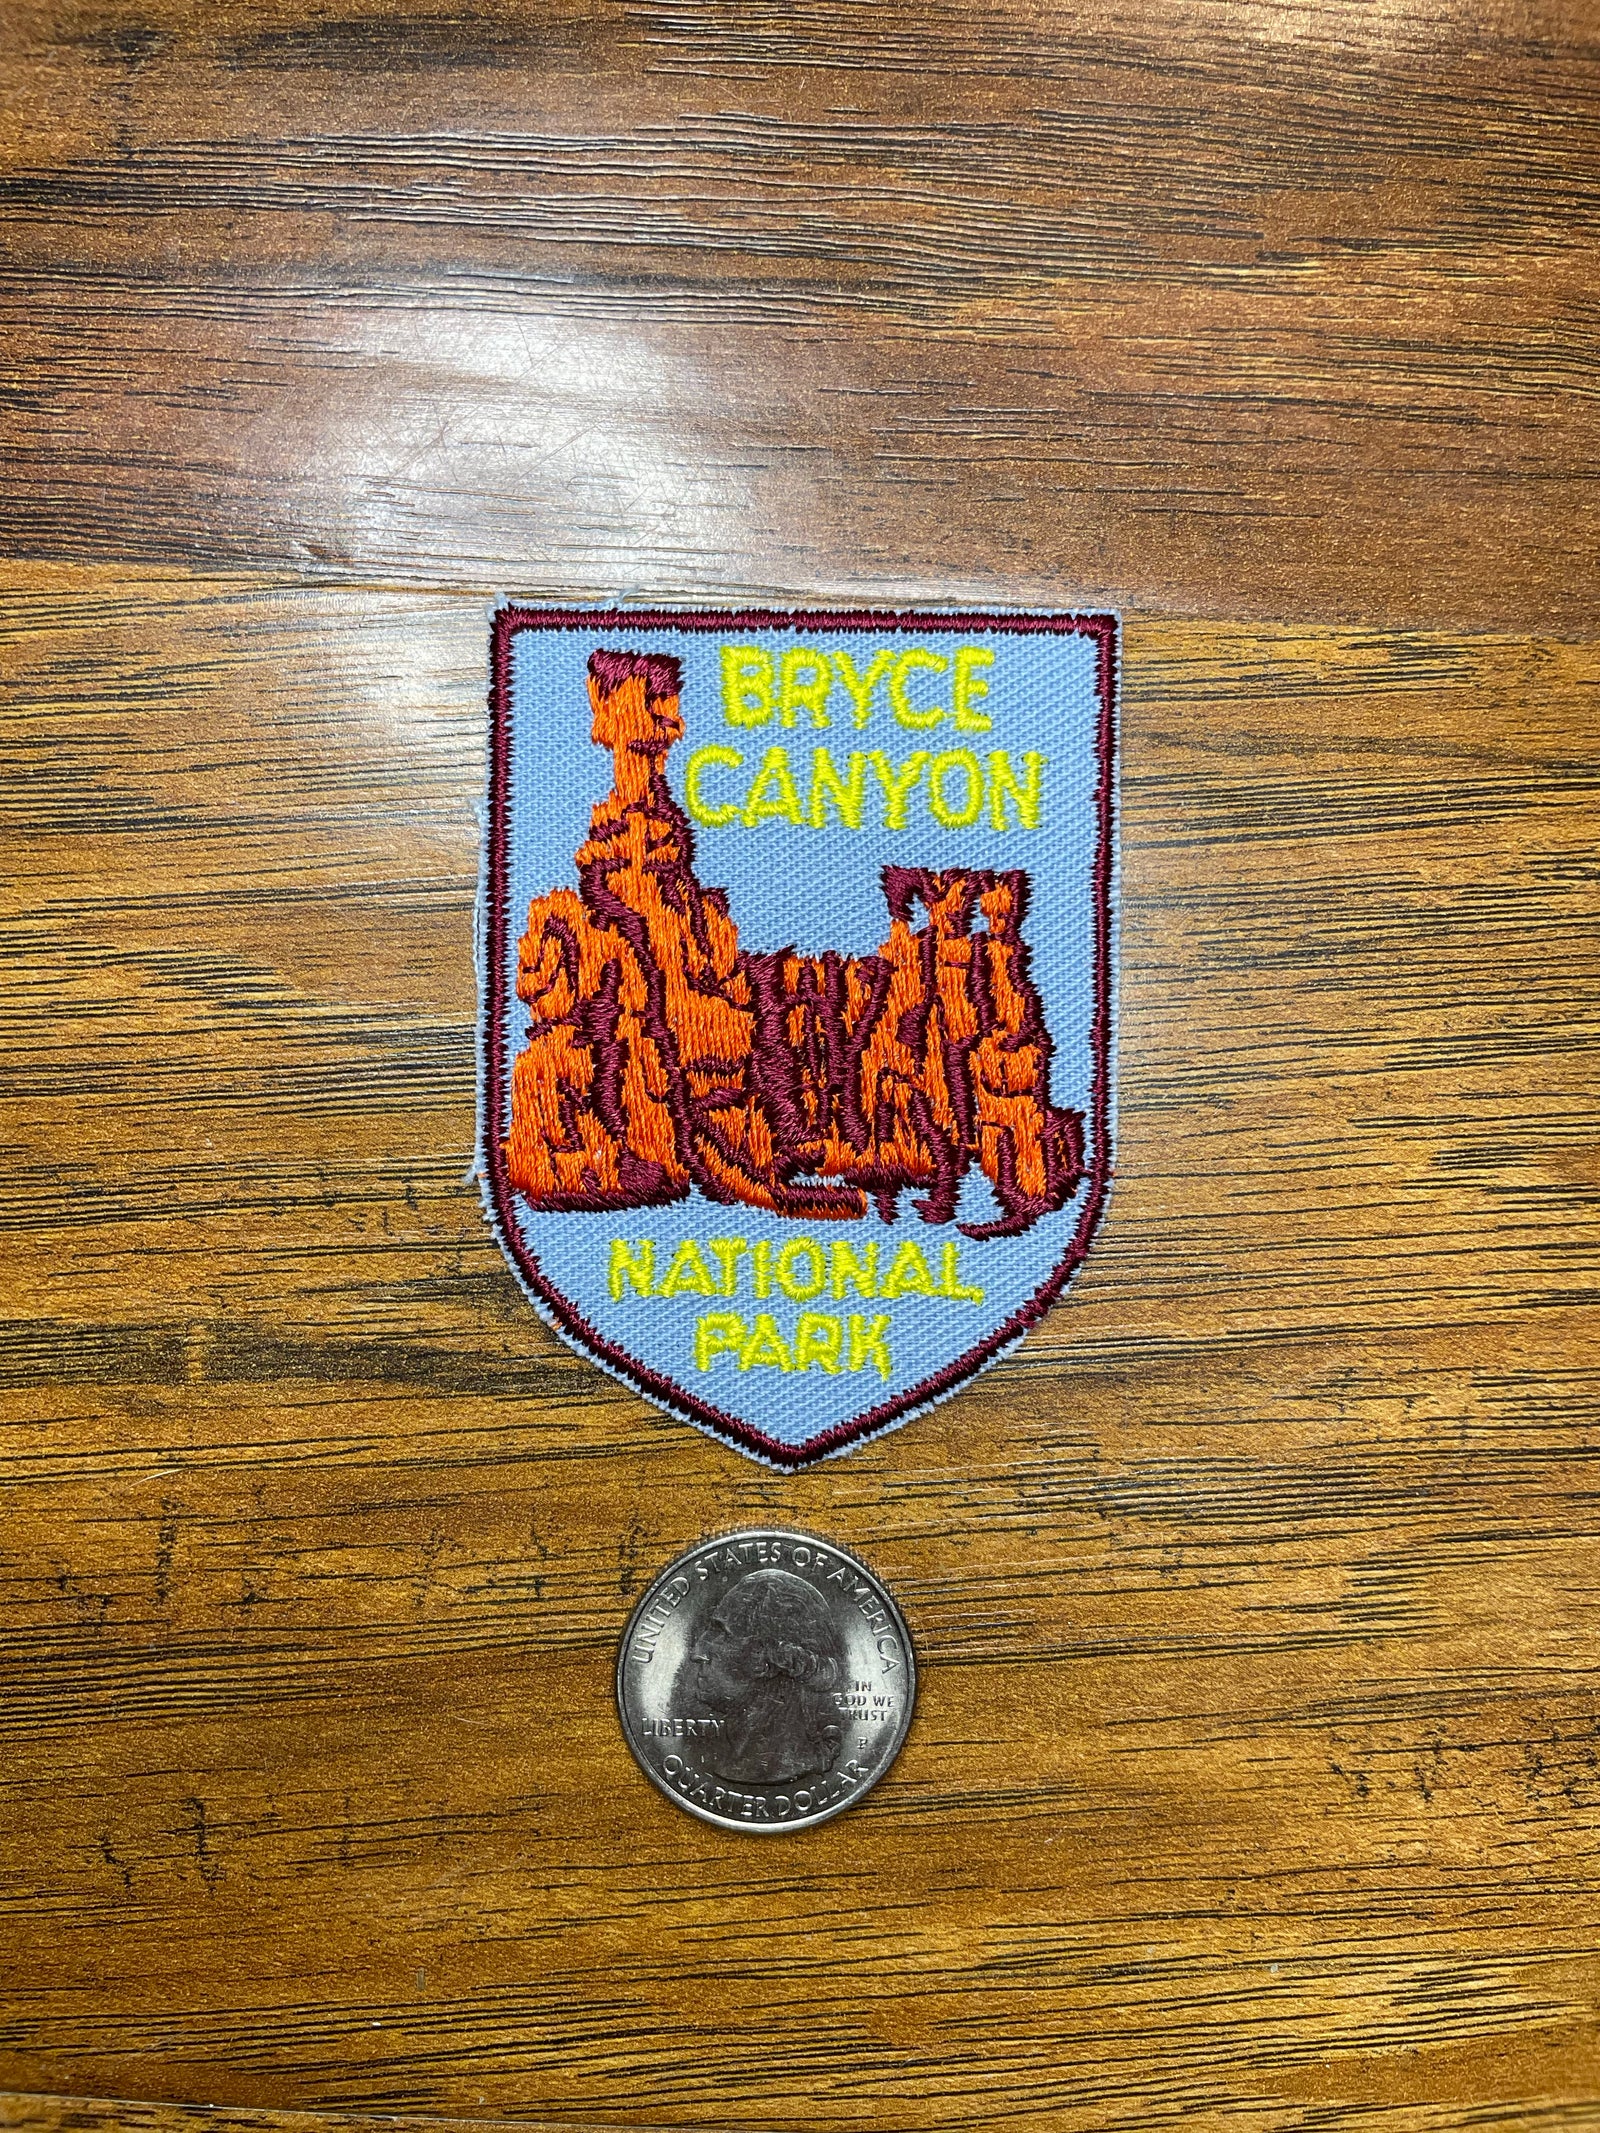 BRYCE
CANYON
NATIONAL
PARK
UNITED STATES OF AMERICA
IN
GOD WE
TRUST
LIBERTY
P
QUARTER DOLLAR